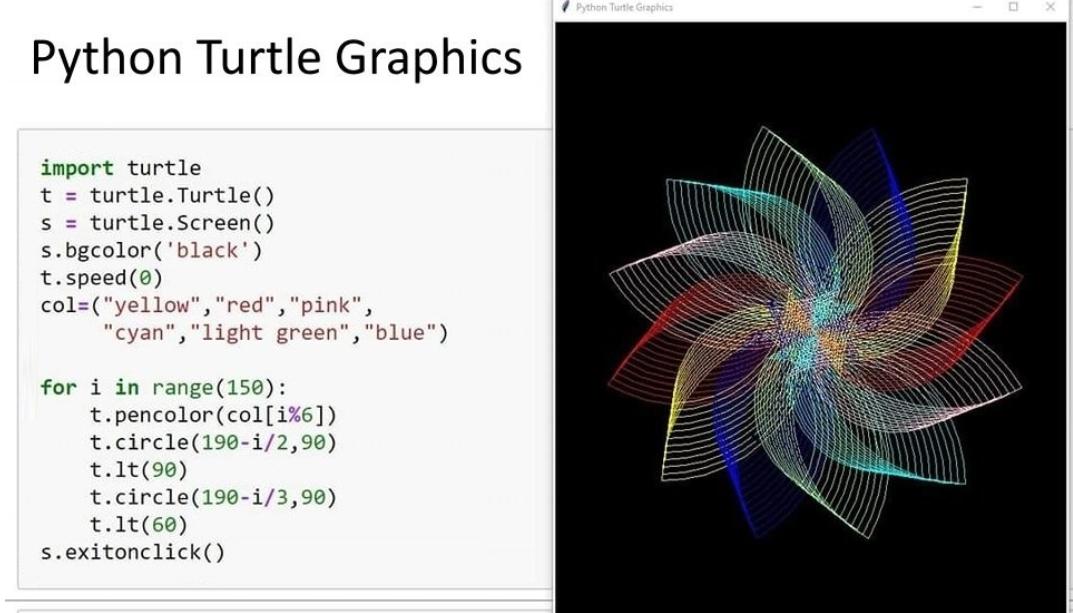 Python Turtle Graphics
Python Turtle Graphics
import turtle
t = turtle.Turtle()
s = turtle.Screen()
s.bgcolor('black')
t.speed(0)
col=("yellow","red","pink",
"cyan","light green","blue")
for i in range(150):
t.pencolor(col[i%6])
t.circle(190-i/2,90)
t.lt(90)
t.circle(190-i/3,90)
t.lt(60)
s.exitonclick()